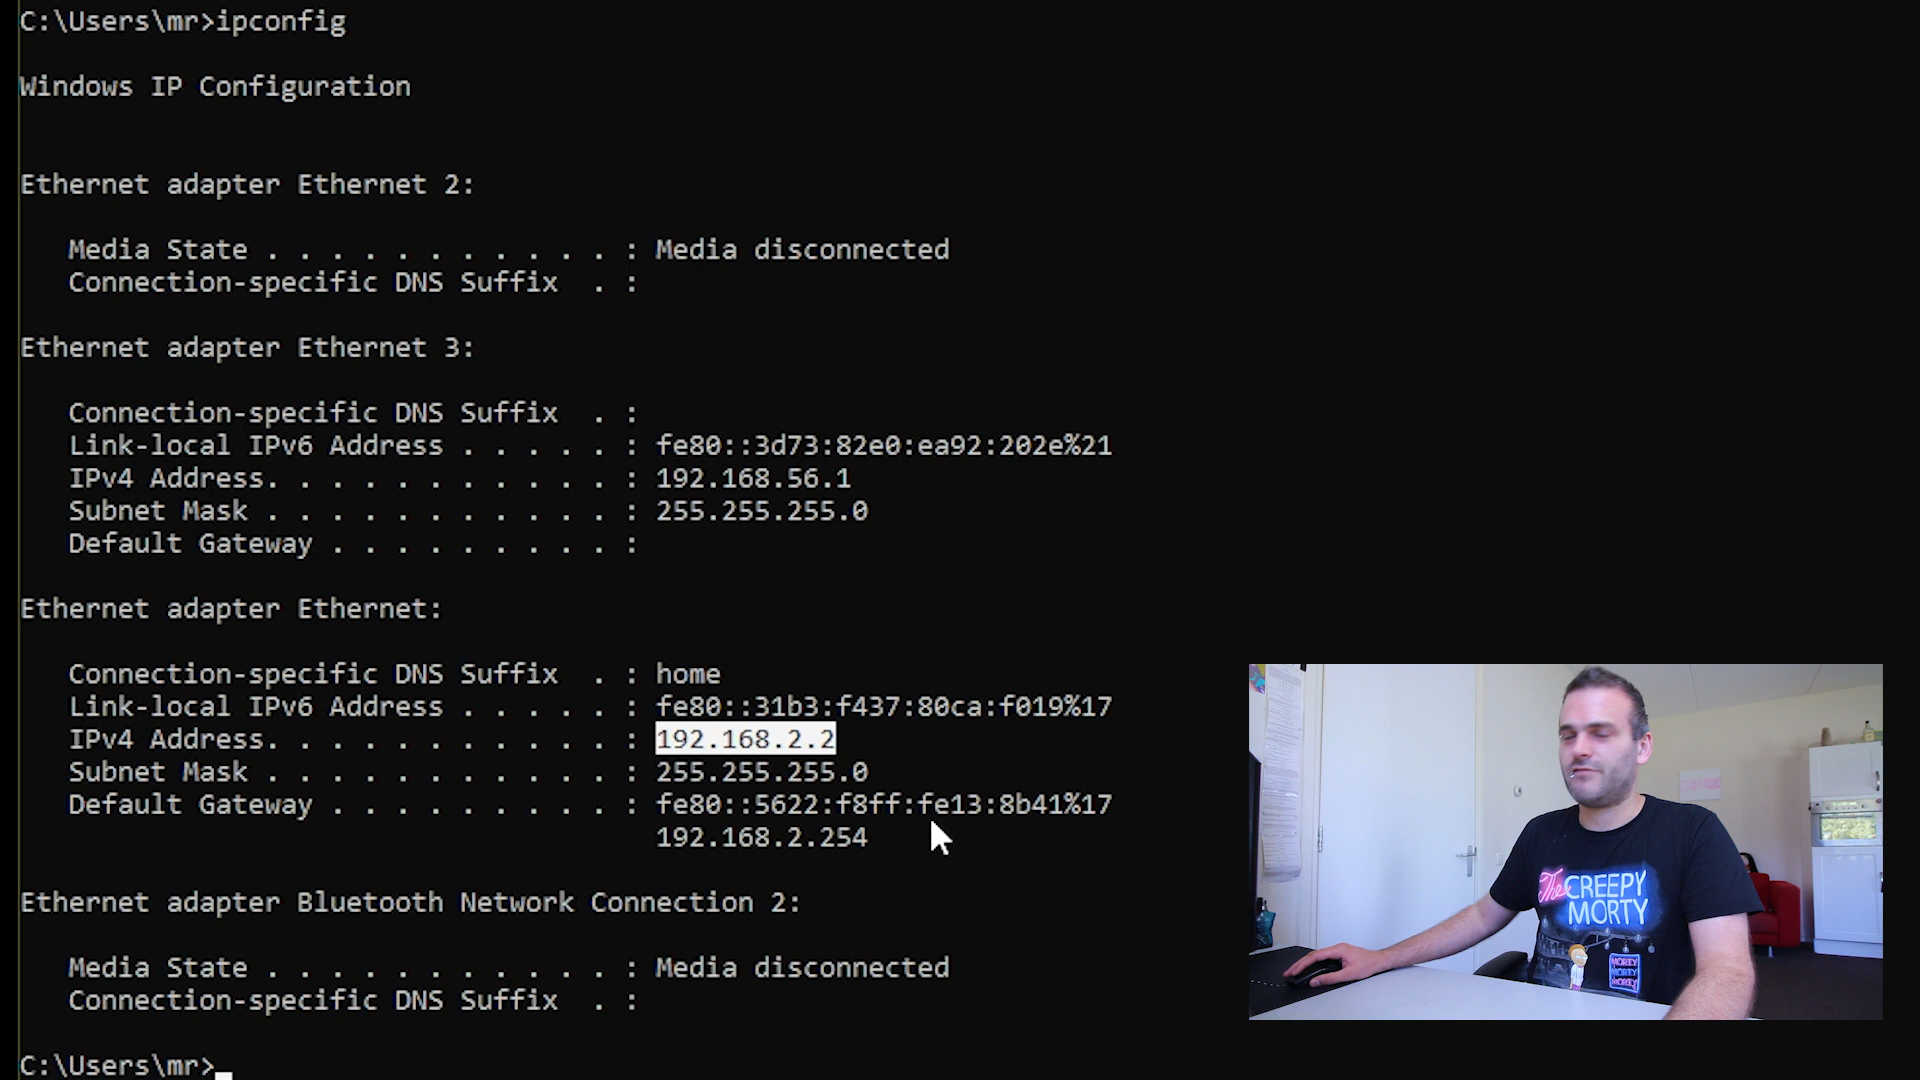 C:\Users\mr>ipconfig
Windows IP Configuration
Ethernet adapter Ethernet 2:
Media State . . . . . . . . . . . : Media disconnected
Connection-specific DNS Suffix  . :
Ethernet adapter Ethernet 3:
Connection-specific DNS Suffix  . :
Link-local IPv6 Address . . . . . : fe80::3d73:82e0:ea92:202e%21
IPv4 Address. . . . . . . . . . . : 192.168.56.1
Subnet Mask . . . . . . . . . . . : 255.255.255.0
Default Gateway . . . . . . . . . :
Ethernet adapter Ethernet:
Connection-specific DNS Suffix  . : home
Link-local IPv6 Address . . . . . : fe80::31b3:f437:80ca:f019%17
IPv4 Address. . . . . . . . . . . : 192.168.2.2
Subnet Mask . . . . . . . . . . . : 255.255.255.0
Default Gateway . . . . . . . . . : fe80::5622:f8ff:fe13:8b41%17
192.168.2.254
Ethernet adapter Bluetooth Network Connection 2:
Media State . . . . . . . . . . . : Media disconnected
Connection-specific DNS Suffix  . :
C:\Users\mr>
The CREEPY
MORTY
MORTY
MORTY
MORTY